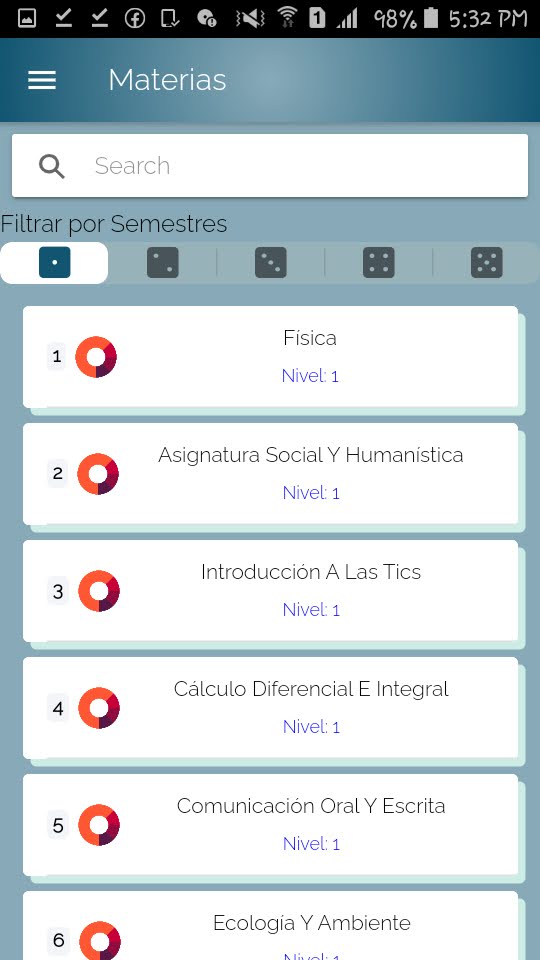 1 98% 5:32 PM
Materias
Search
Filtrar por Semestres
1 Física
Nivel: 1
2 Asignatura Social Y Humanística
Nivel: 1
3 Introducción A Las Tics
Nivel: 1
4 Cálculo Diferencial E Integral
Nivel: 1
5 Comunicación Oral Y Escrita
Nivel: 1
6 Ecología Y Ambiente
Nivel: 1